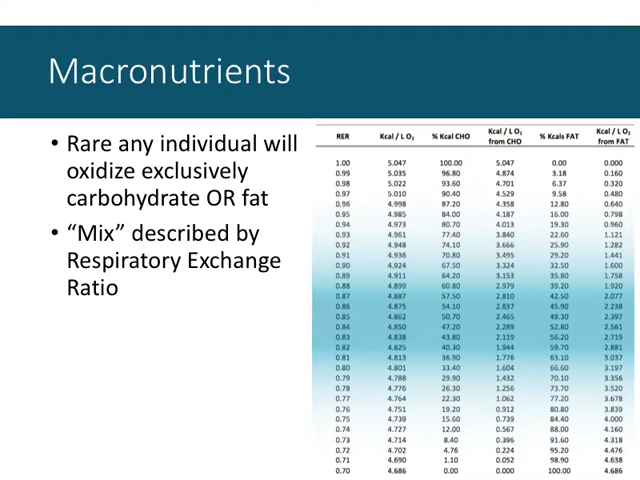 Macronutrients
• Rare any individual will
oxidize exclusively
carbohydrate OR fat
• “Mix” described by
Respiratory Exchange
Ratio
RER Kcal / L O₂ % Kcal CHO Kcal / L O₂ from CHO % Kcals FAT Kcal / L O₂ from FAT
1.00 5.047 100.00 5.047 0.00 0.000
0.99 5.035 96.80 4.874 3.18 0.160
0.98 5.022 93.60 4.701 6.37 0.320
0.97 5.010 90.40 4.529 9.58 0.480
0.96 4.998 87.20 4.358 12.80 0.640
0.95 4.985 84.00 4.187 16.00 0.798
0.94 4.973 80.70 4.013 19.30 0.960
0.93 4.961 77.40 3.840 22.60 1.121
0.92 4.948 74.10 3.666 25.90 1.282
0.91 4.936 70.80 3.495 29.20 1.441
0.90 4.924 67.50 3.324 32.50 1.600
0.89 4.911 64.20 3.153 35.80 1.758
0.88 4.899 60.80 2.979 39.20 1.920
0.87 4.887 57.50 2.810 42.50 2.077
0.86 4.875 54.10 2.637 45.90 2.238
0.85 4.862 50.70 2.465 49.30 2.397
0.84 4.850 47.20 2.289 52.80 2.561
0.83 4.838 43.80 2.119 56.20 2.719
0.82 4.825 40.30 1.944 59.70 2.881
0.81 4.813 36.90 1.776 63.10 3.037
0.80 4.801 33.40 1.604 66.60 3.197
0.79 4.788 29.90 1.432 70.10 3.356
0.78 4.776 26.30 1.256 73.70 3.520
0.77 4.764 22.30 1.062 77.20 3.678
0.76 4.751 19.20 0.912 80.80 3.839
0.75 4.739 15.60 0.739 84.40 4.000
0.74 4.727 12.00 0.567 88.00 4.160
0.73 4.714 8.40 0.396 91.60 4.318
0.72 4.702 4.76 0.224 95.20 4.476
0.71 4.690 1.10 0.052 98.90 4.638
0.70 4.686 0.00 0.000 100.00 4.686